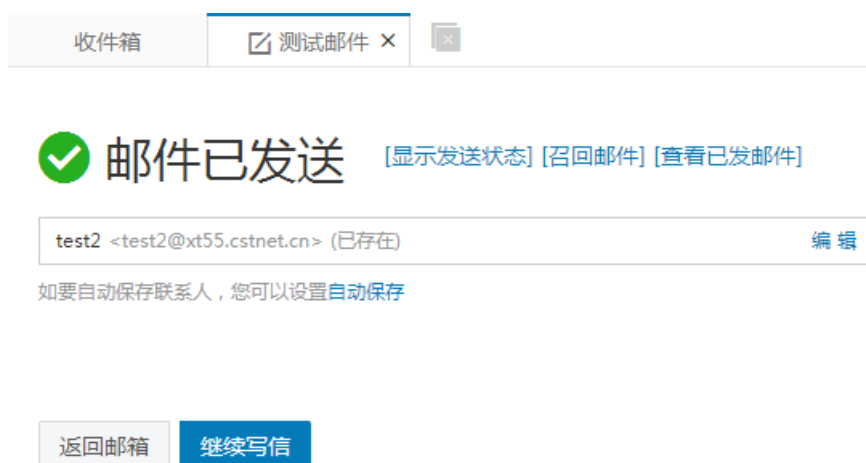 收件箱 测试邮件 ×
邮件已发送 [显示发送状态] [召回邮件] [查看已发邮件]
test2 <test2@xt55.cstnet.cn> (已存在) 编 辑
如要自动保存联系人，您可以设置自动保存
返回邮箱 继续写信